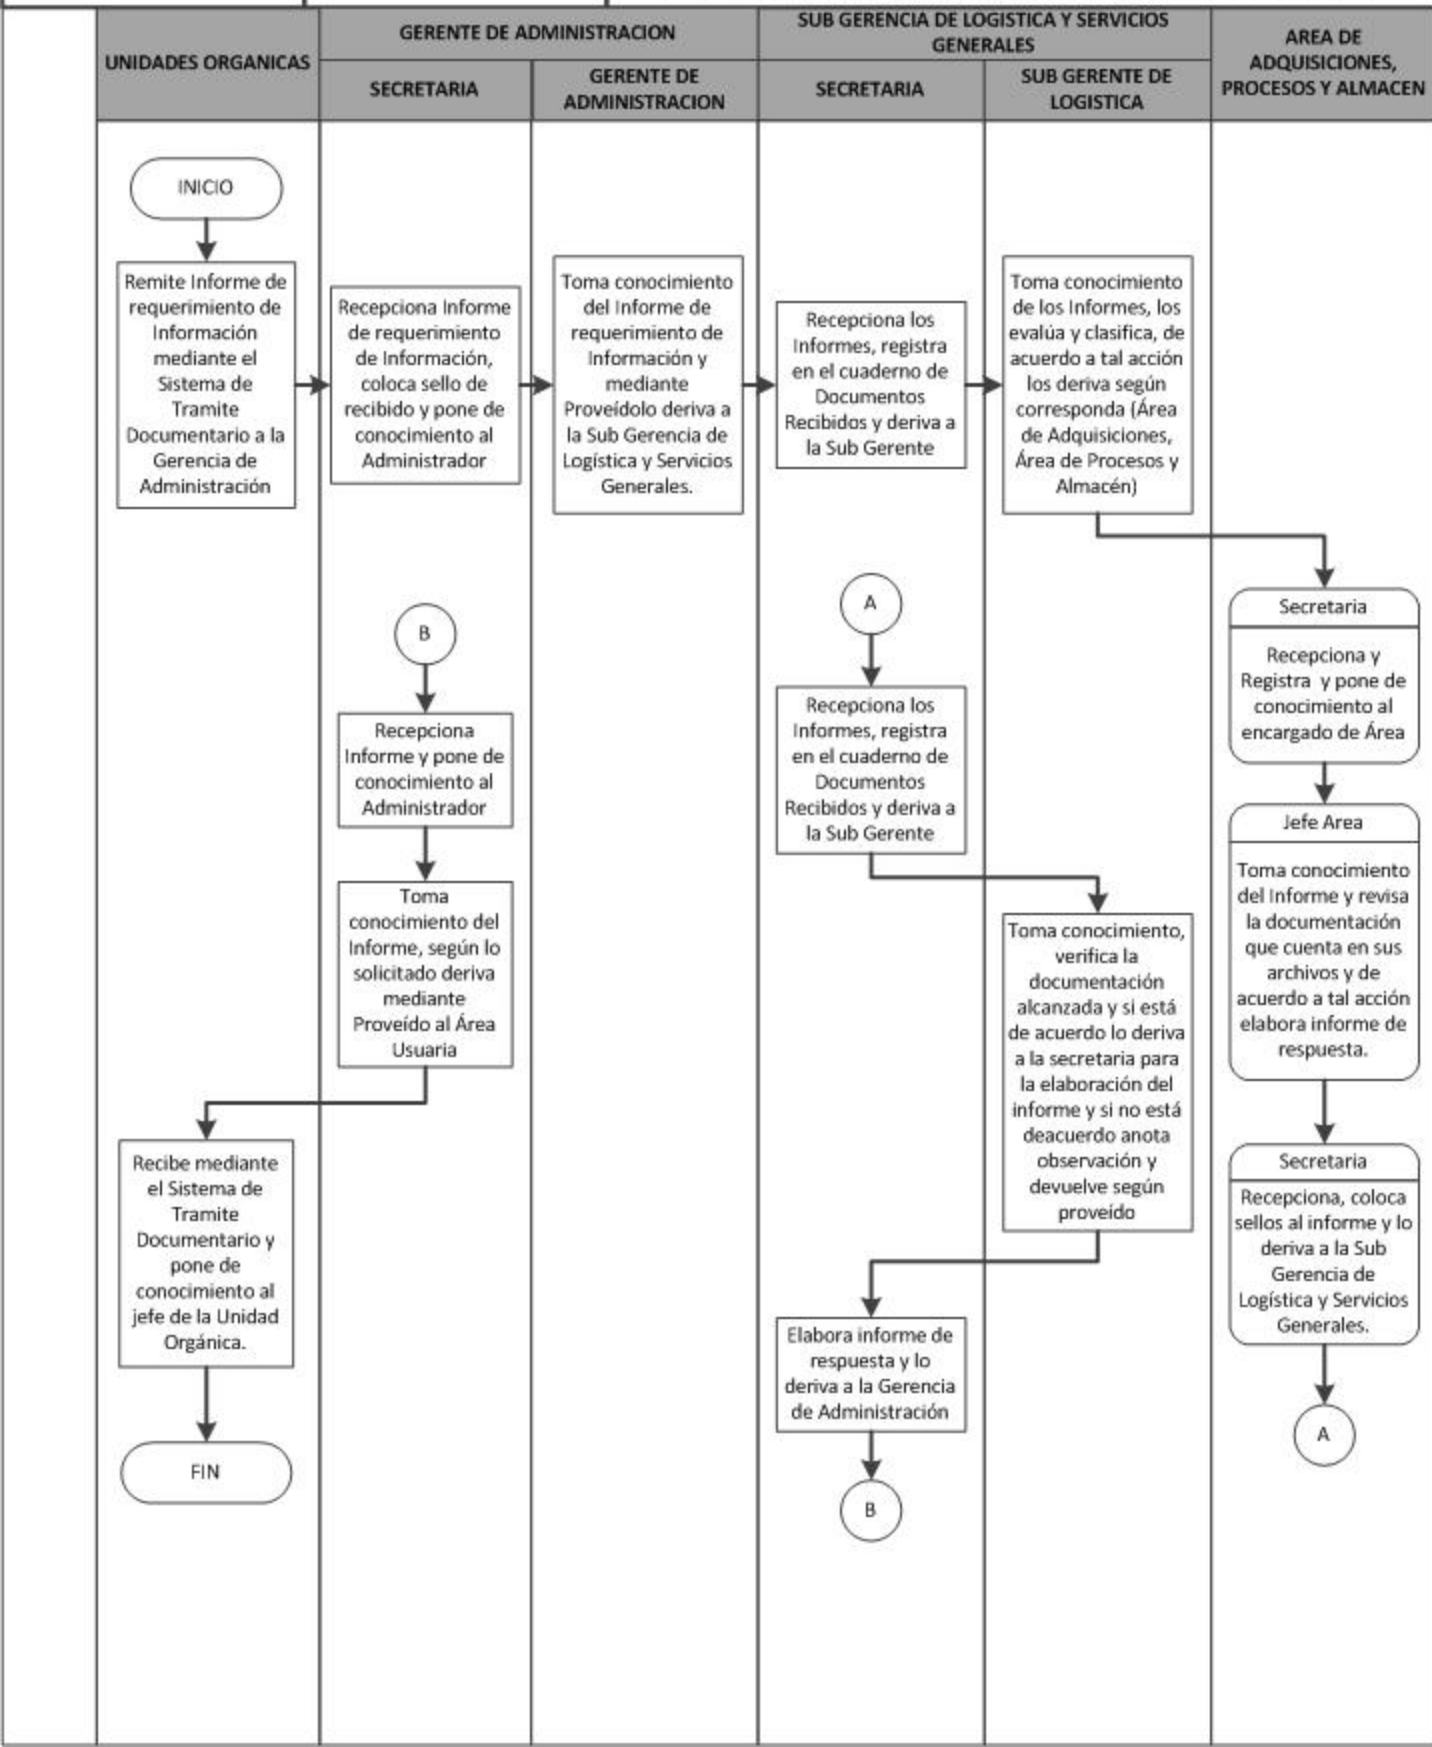 UNIDADES ORGANICAS
GERENTE DE ADMINISTRACION
SECRETARIA
GERENTE DE
ADMINISTRACION
SUB GERENCIA DE LOGISTICA Y SERVICIOS
GENERALES
SECRETARIA
SUB GERENTE DE
LOGISTICA
AREA DE
ADQUISICIONES,
PROCESOS Y ALMACEN
INICIO
Remite Informe de
requerimiento de
Información
mediante el
Sistema de
Tramite
Documentario a la
Gerencia de
Administración
Recepciona Informe
de requerimiento
de Información,
coloca sello de
recibido y pone de
conocimiento al
Administrador
Toma conocimiento
del Informe de
requerimiento de
Información y
mediante
Proveídolo deriva a
la Sub Gerencia de
Logística y Servicios
Generales.
Recepciona los
Informes, registra
en el cuaderno de
Documentos
Recibidos y deriva a
la Sub Gerente
Toma conocimiento
de los Informes, los
evalúa y clasifica, de
acuerdo a tal acción
los deriva según
corresponda (Área
de Adquisiciones,
Área de Procesos y
Almacén)
Secretaria
Recepciona y
Registra y pone de
conocimiento al
encargado de Área
Jefe Area
Toma conocimiento
del Informe y revisa
la documentación
que cuenta en sus
archivos y de
acuerdo a tal acción
elabora informe de
respuesta.
Secretaria
Recepciona, coloca
sellos al informe y lo
deriva a la Sub
Gerencia de
Logística y Servicios
Generales.
A
A
Recepciona los
Informes, registra
en el cuaderno de
Documentos
Recibidos y deriva a
la Sub Gerente
Toma conocimiento,
verifica la
documentación
alcanzada y si está
de acuerdo lo deriva
a la secretaria para
la elaboración del
informe y si no está
deacuerdo anota
observación y
devuelve según
proveído
Elabora informe de
respuesta y lo
deriva a la Gerencia
de Administración
B
B
Recepciona
Informe y pone de
conocimiento al
Administrador
Toma
conocimiento del
Informe, según lo
solicitado deriva
mediante
Proveído al Área
Usuaria
Recibe mediante
el Sistema de
Tramite
Documentario y
pone de
conocimiento al
jefe de la Unidad
Orgánica.
FIN